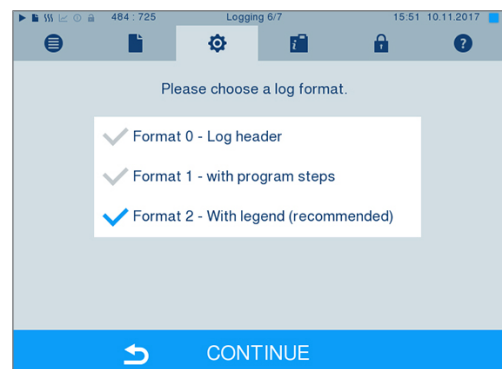 484 : 725 Logging 6/7 15:51 10.11.2017
Please choose a log format.
Format 0 - Log header
Format 1 - with program steps
Format 2 - With legend (recommended)
CONTINUE